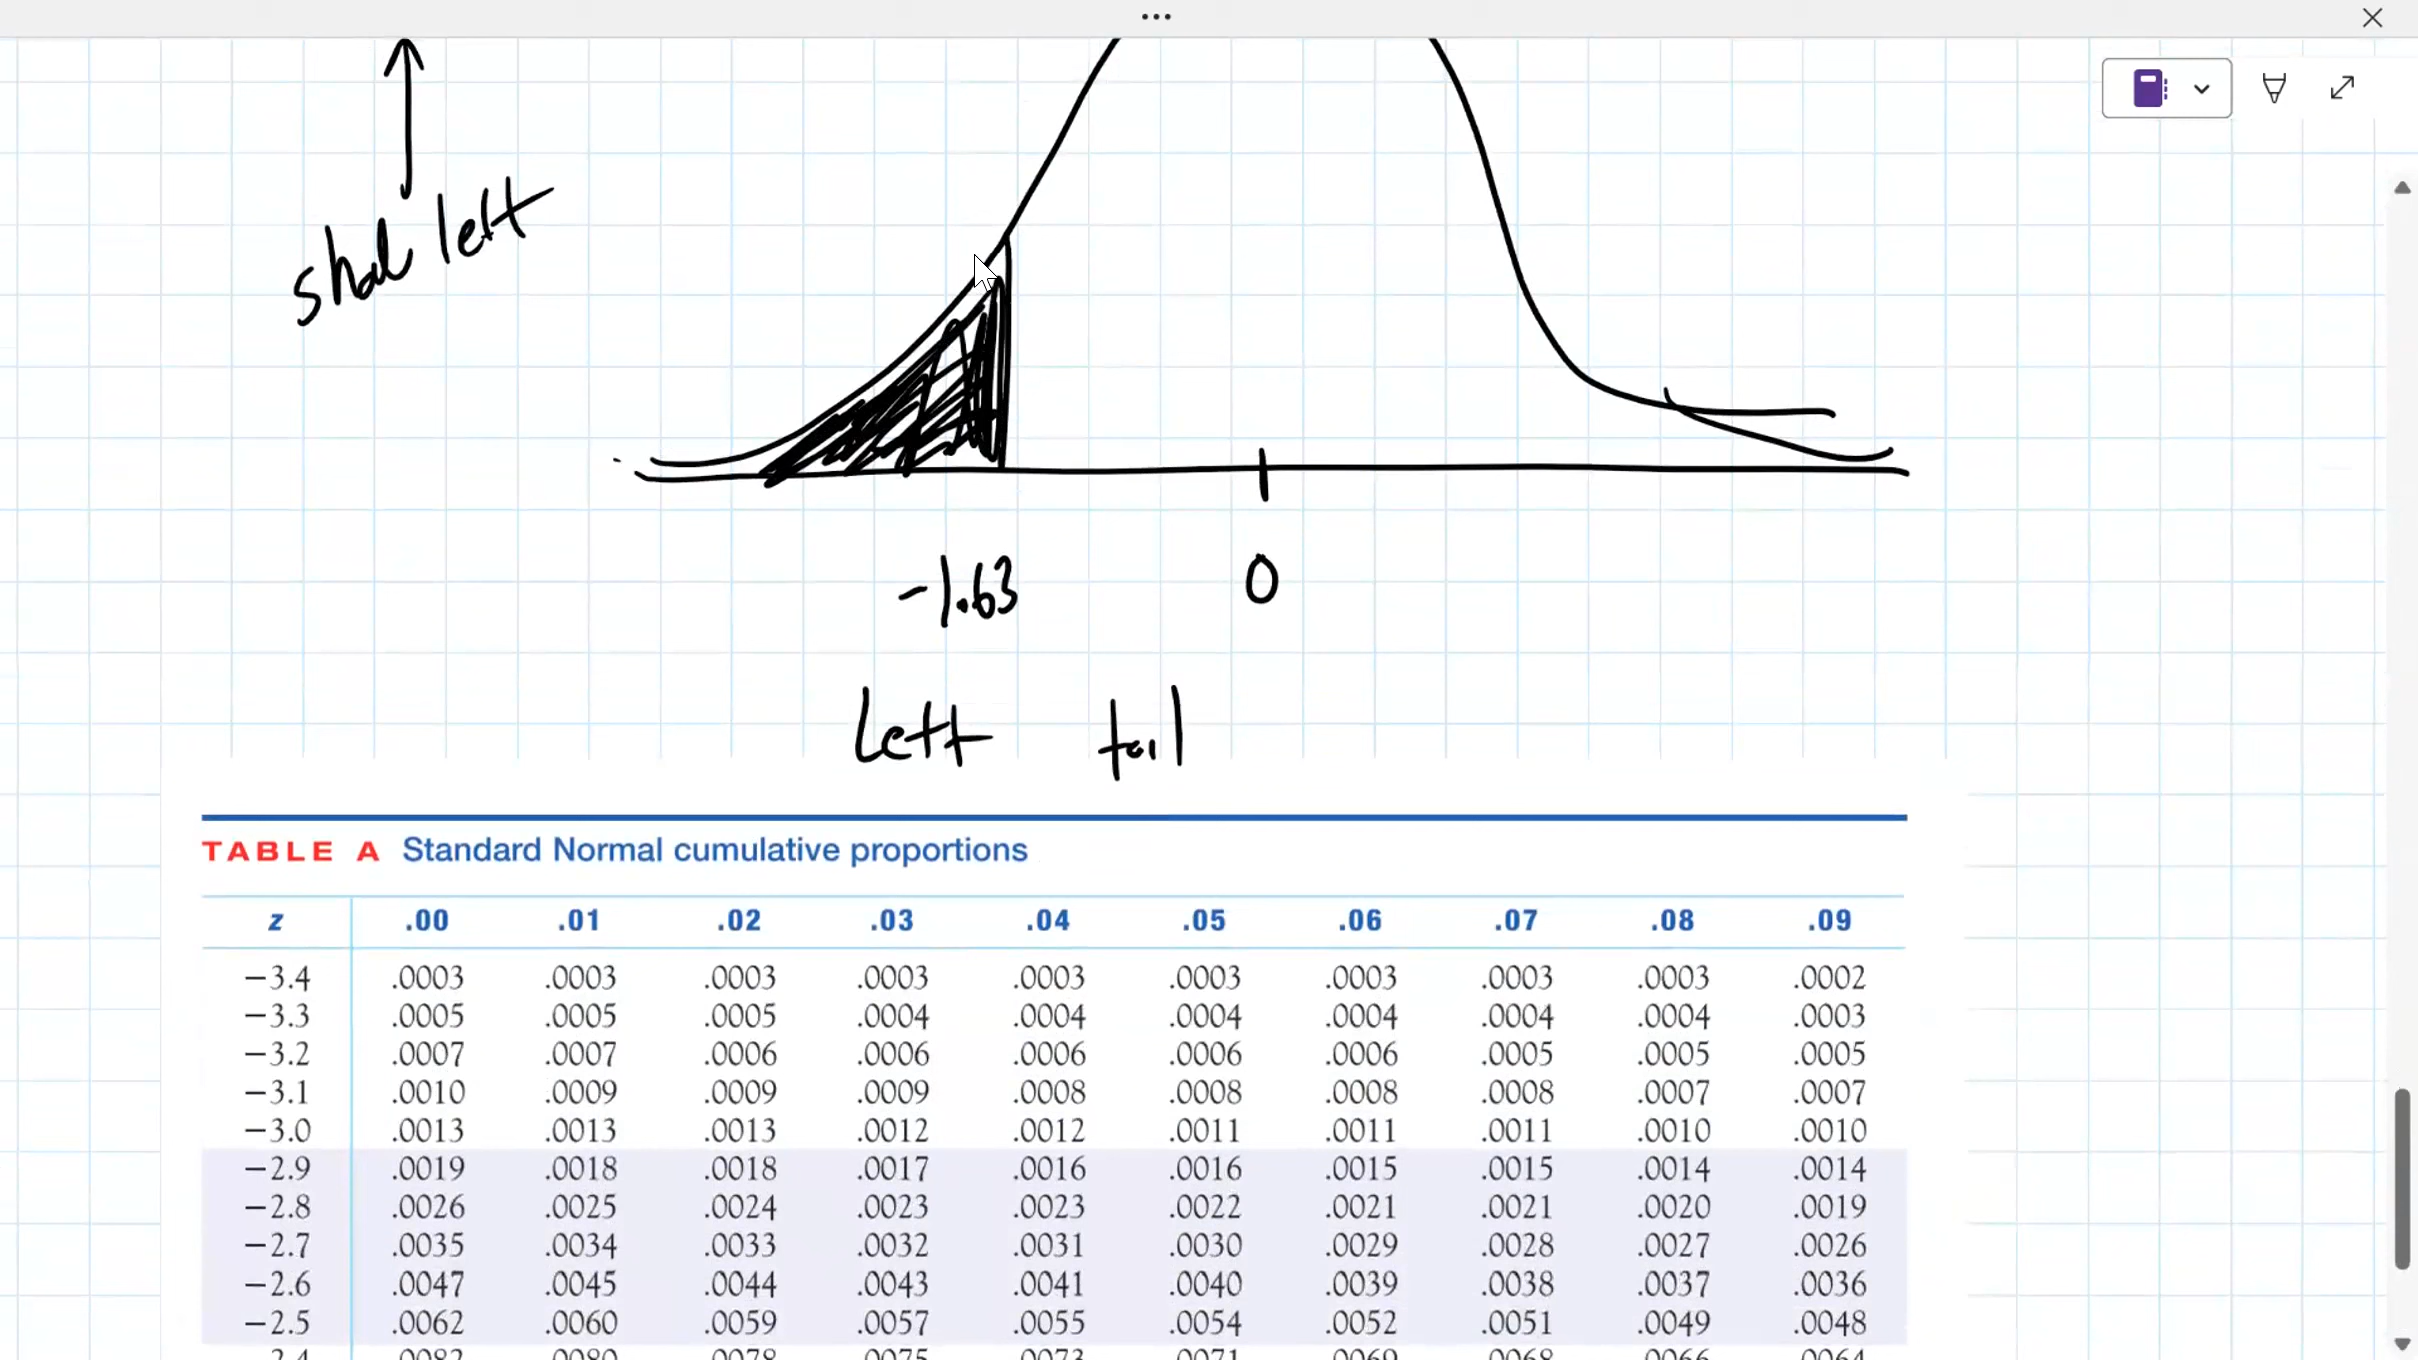 shad left
-1.63 0
Left tail
TABLE A Standard Normal cumulative proportions
z .00 .01 .02 .03 .04 .05 .06 .07 .08 .09
−3.4 .0003 .0003 .0003 .0003 .0003 .0003 .0003 .0003 .0003 .0002
−3.3 .0005 .0005 .0005 .0004 .0004 .0004 .0004 .0004 .0004 .0003
−3.2 .0007 .0007 .0006 .0006 .0006 .0006 .0006 .0005 .0005 .0005
−3.1 .0010 .0009 .0009 .0009 .0008 .0008 .0008 .0008 .0007 .0007
−3.0 .0013 .0013 .0013 .0012 .0012 .0011 .0011 .0011 .0010 .0010
−2.9 .0019 .0018 .0018 .0017 .0016 .0016 .0015 .0015 .0014 .0014
−2.8 .0026 .0025 .0024 .0023 .0023 .0022 .0021 .0021 .0020 .0019
−2.7 .0035 .0034 .0033 .0032 .0031 .0030 .0029 .0028 .0027 .0026
−2.6 .0047 .0045 .0044 .0043 .0041 .0040 .0039 .0038 .0037 .0036
−2.5 .0062 .0060 .0059 .0057 .0055 .0054 .0052 .0051 .0049 .0048